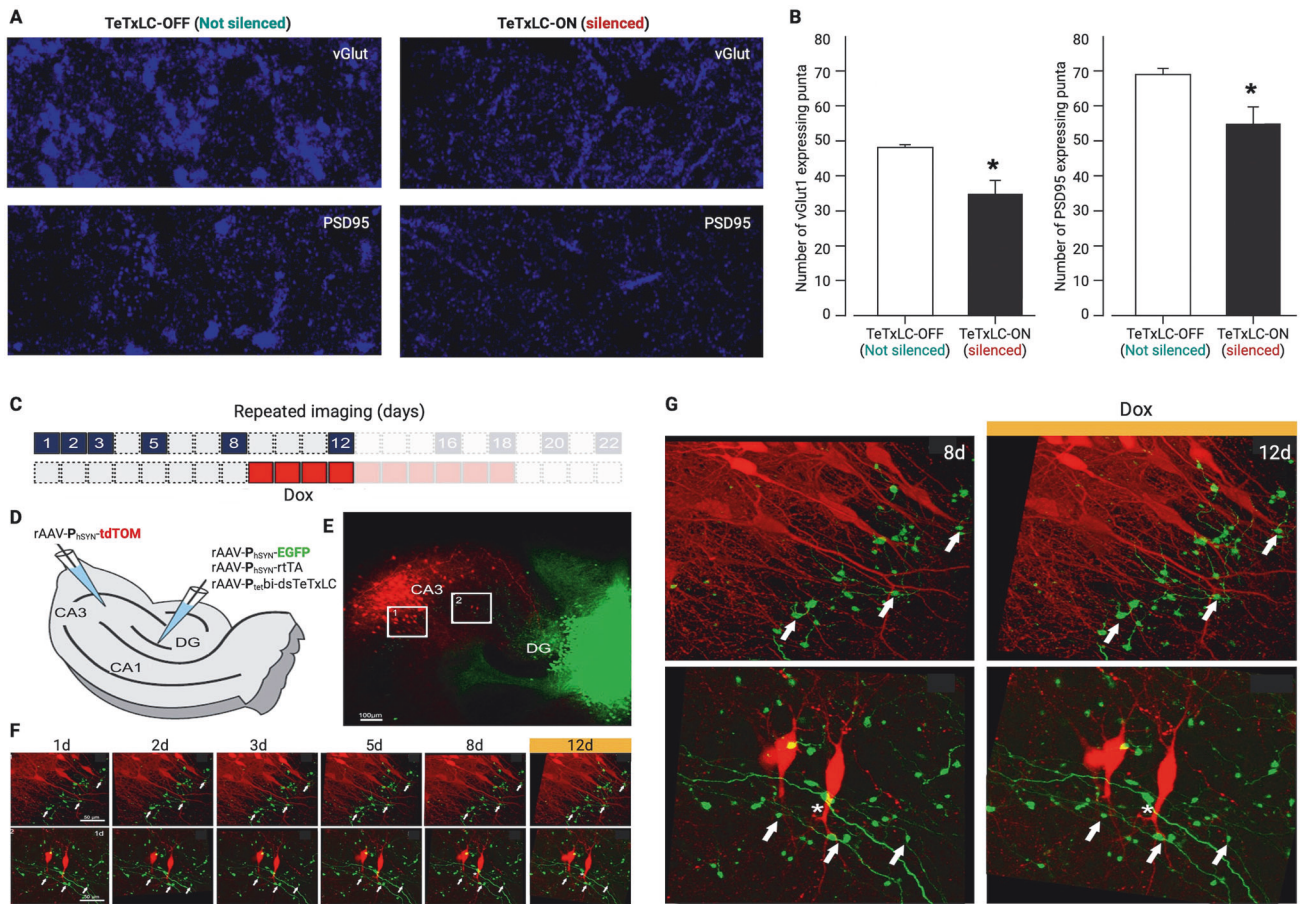 A
TeTxLC-OFF (Not silenced)
TeTxLC-ON (silenced)
vGlut
vGlut
PSD95
PSD95
B
Number of vGlut1 expressing punta
80
70
60
50
40
30
20
10
0
*
TeTxLC-OFF
(Not silenced)
TeTxLC-ON
(silenced)
Number of PSD95 expressing punta
80
70
60
50
40
30
20
10
0
*
TeTxLC-OFF
(Not silenced)
TeTxLC-ON
(silenced)
C
Repeated imaging (days)
1 2 3 5 8 12 16 18 20 22
Dox
D
rAAV-PhSYN-tdTOM
rAAV-PhSYN-EGFP
rAAV-PhSYN-rtTA
rAAV-Ptetbi-dsTeTxLC
CA3
DG
CA1
E
CA3
1
2
DG
100μm
F
1d 2d 3d 5d 8d 12d
50 μm
2
1d
50 μm
G
Dox
8d
12d
*
*